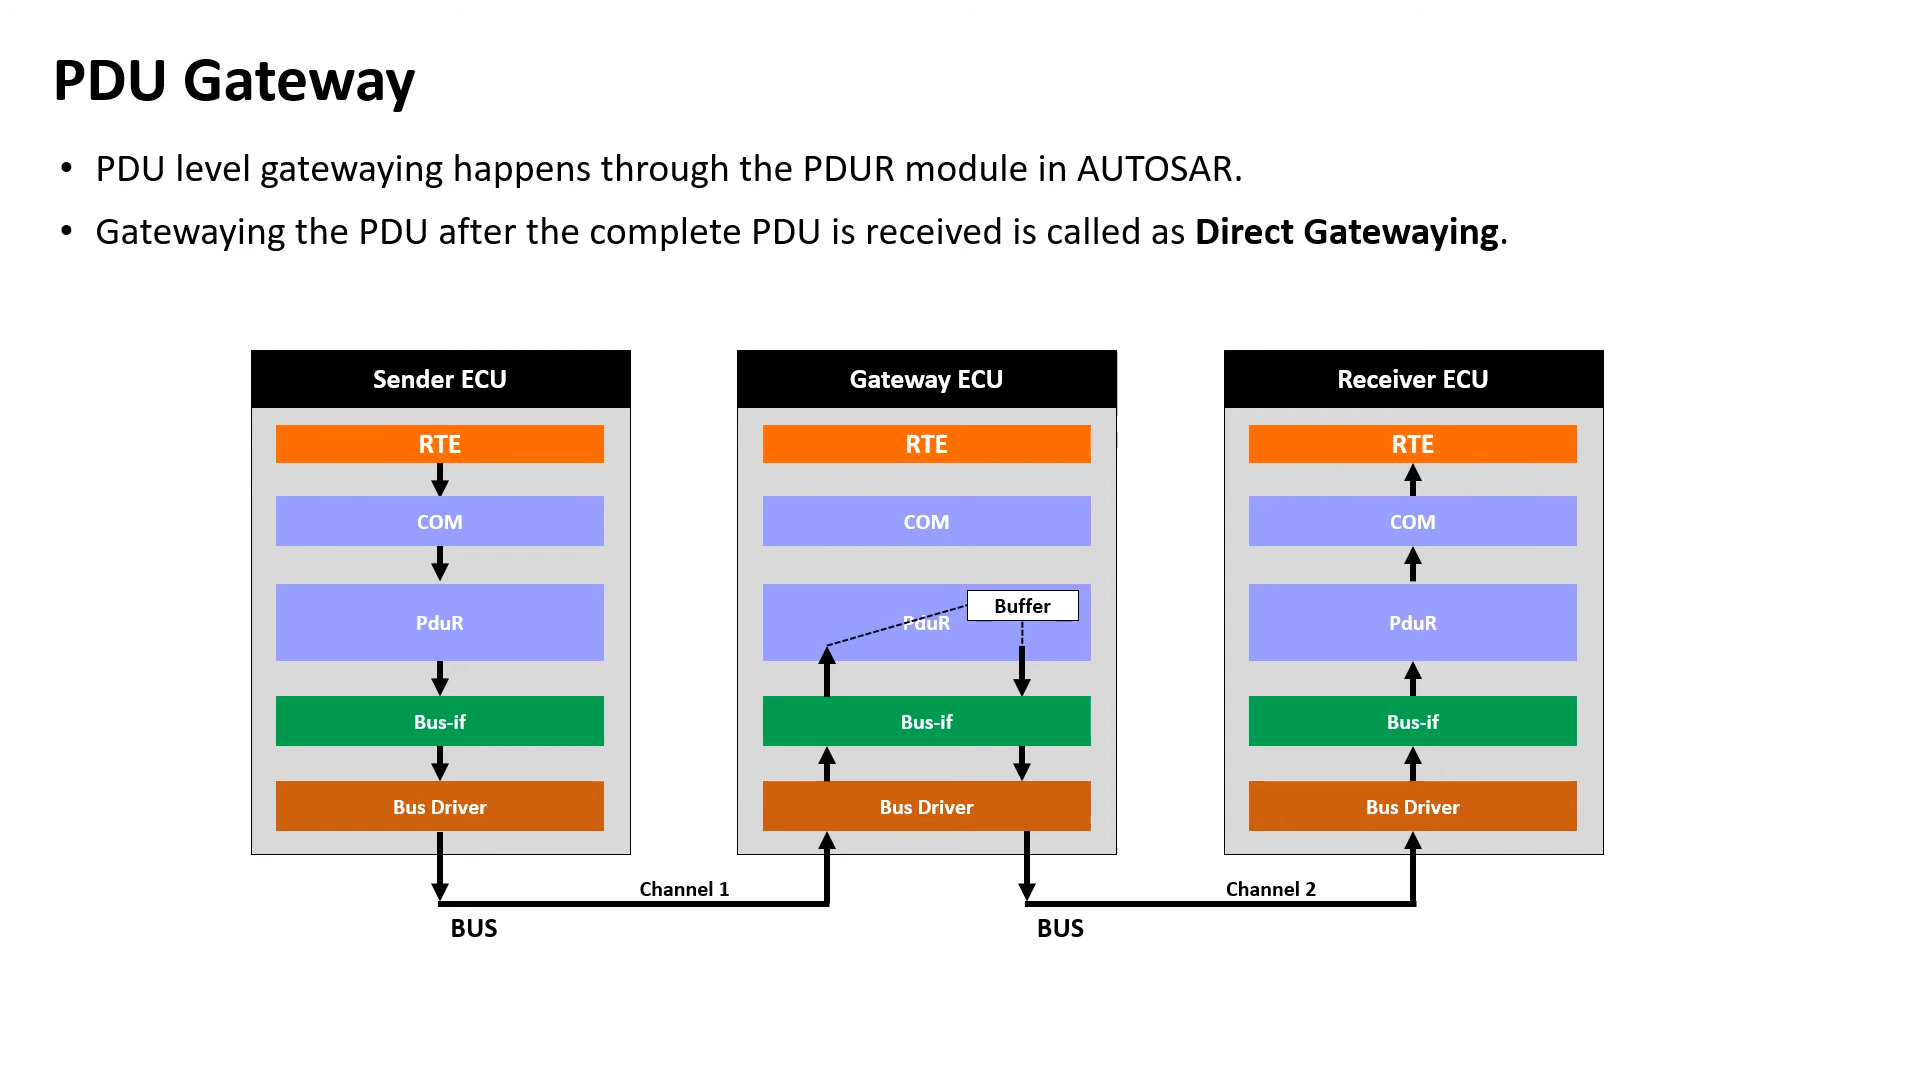 PDU Gateway
• PDU level gatewaying happens through the PDUR module in AUTOSAR.
• Gatewaying the PDU after the complete PDU is received is called as Direct Gatewaying.
Sender ECU
RTE
COM
PduR
Bus-if
Bus Driver
Gateway ECU
RTE
COM
Buffer
PduR
Bus-if
Bus Driver
Receiver ECU
RTE
COM
PduR
Bus-if
Bus Driver
Channel 1
BUS
Channel 2
BUS